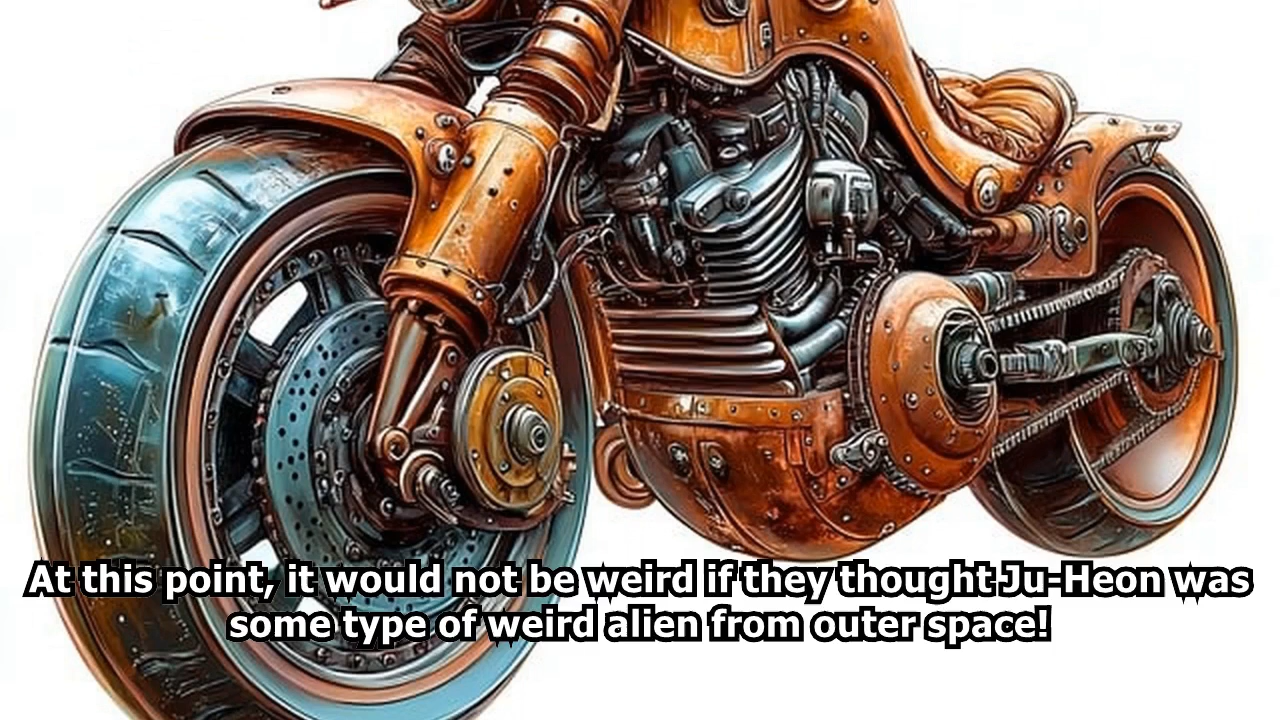 At this point, it would not be weird if they thought Ju-Heon was
some type of weird alien from outer space!